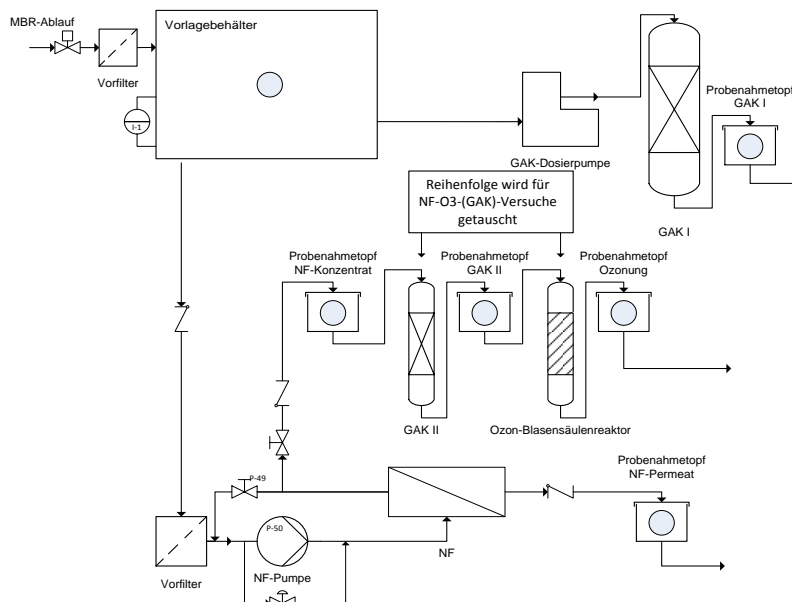 MBR-Ablauf
Vorlagebehälter
Vorfilter
I-1
GAK-Dosierpumpe
Probenahmetopf
GAK I
GAK I
Reihenfolge wird für
NF-O3-(GAK)-Versuche
getauscht
Probenahmetopf
NF-Konzentrat
Probenahmetopf
GAK II
Probenahmetopf
Ozonung
GAK II
Ozon-Blasensäulenreaktor
P-49
Probenahmetopf
NF-Permeat
P-50
NF
Vorfilter
NF-Pumpe